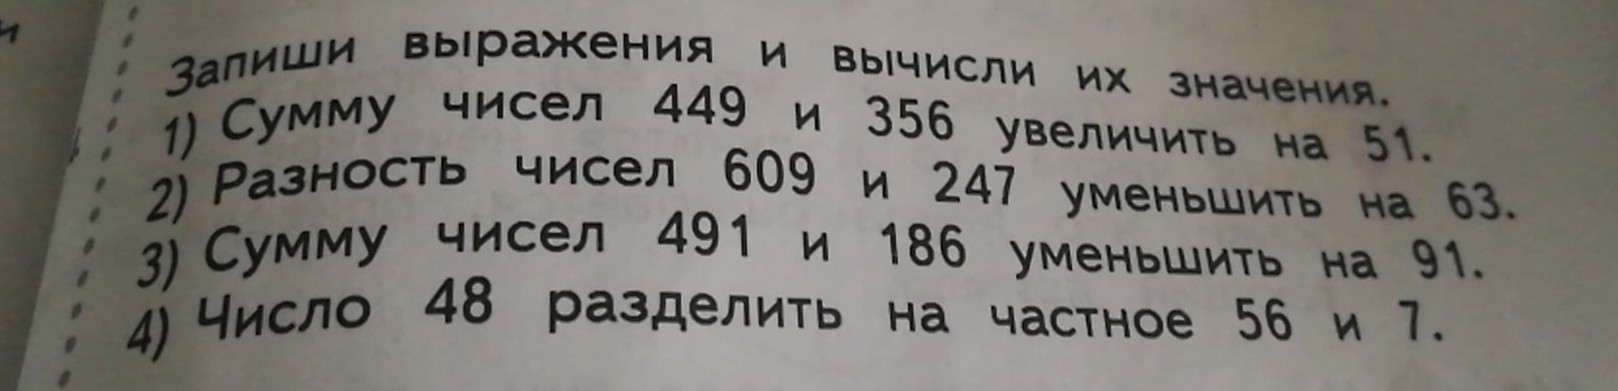 и
Запиши выражения и вычисли их значения.
1) Сумму чисел 449 и 356 увеличить на 51.
2) Разность чисел 609 и 247 уменьшить на 63.
3) Сумму чисел 491 и 186 уменьшить на 91.
4) Число 48 разделить на частное 56 и 7.